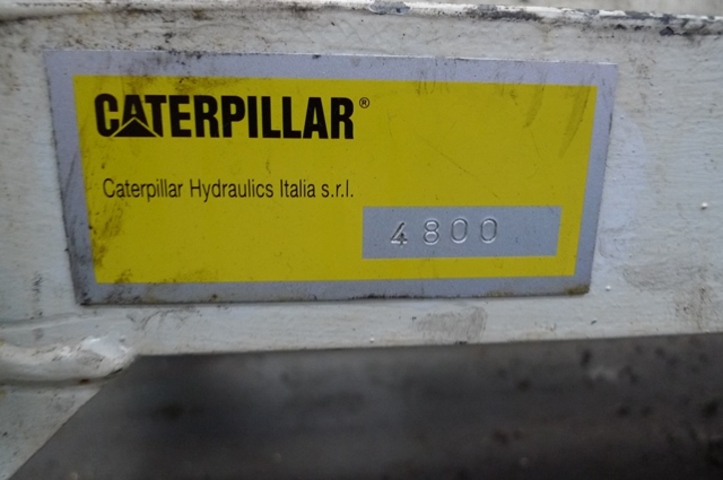 CATERPILLAR®
Caterpillar Hydraulics Italia s.r.l.
4800